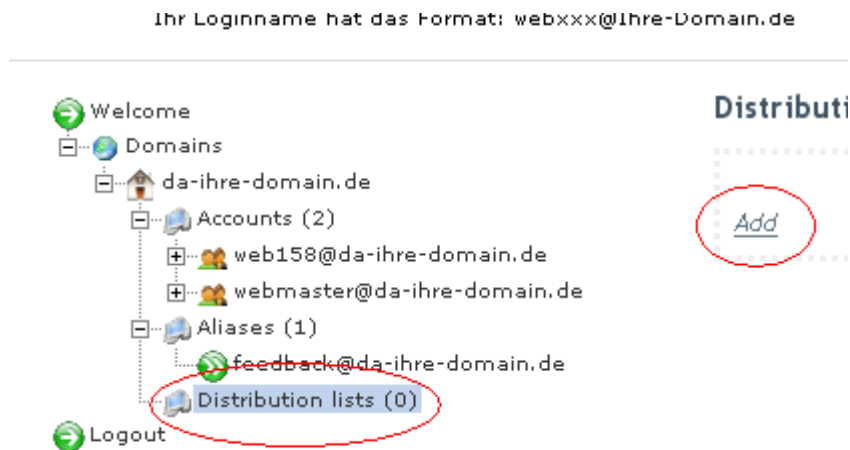 Ihr Loginname hat das Format: webxxx@Ihre-Domain.de
Welcome
Distributi
Domains
da-ihre-domain.de
Accounts (2)
Add
web158@da-ihre-domain.de
webmaster@da-ihre-domain.de
Aliases (1)
feedback@da-ihre-domain.de
Distribution lists (0)
Logout